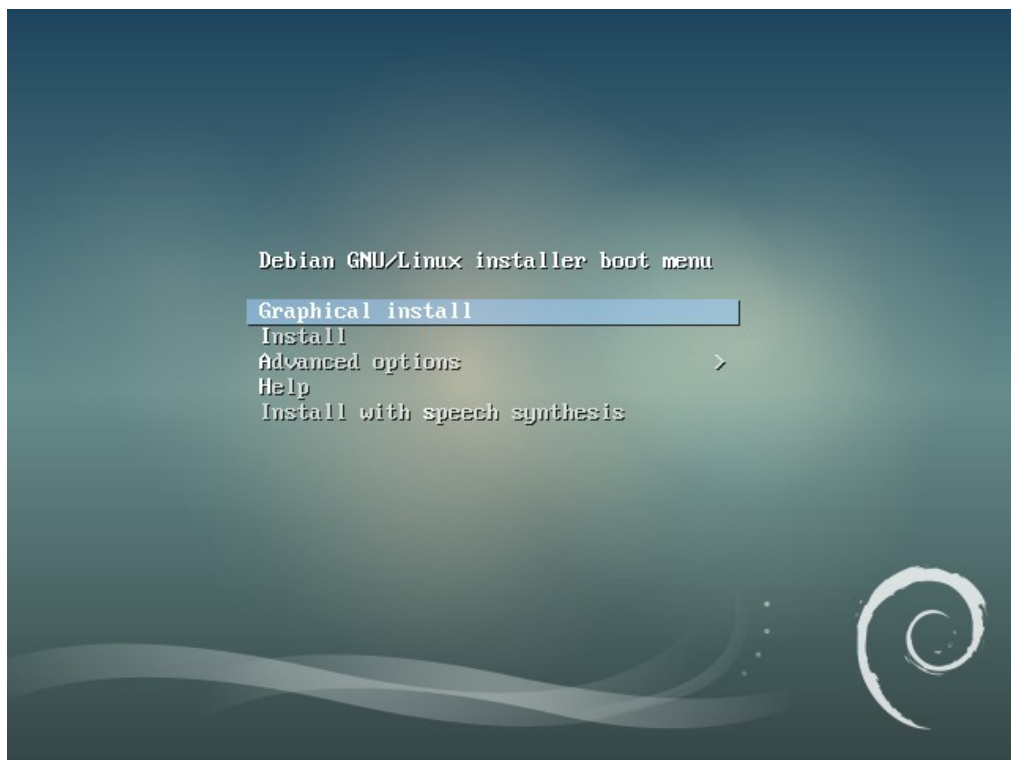 Debian GNU/Linux installer boot menu
Graphical install
Install
Advanced options >
Help
Install with speech synthesis